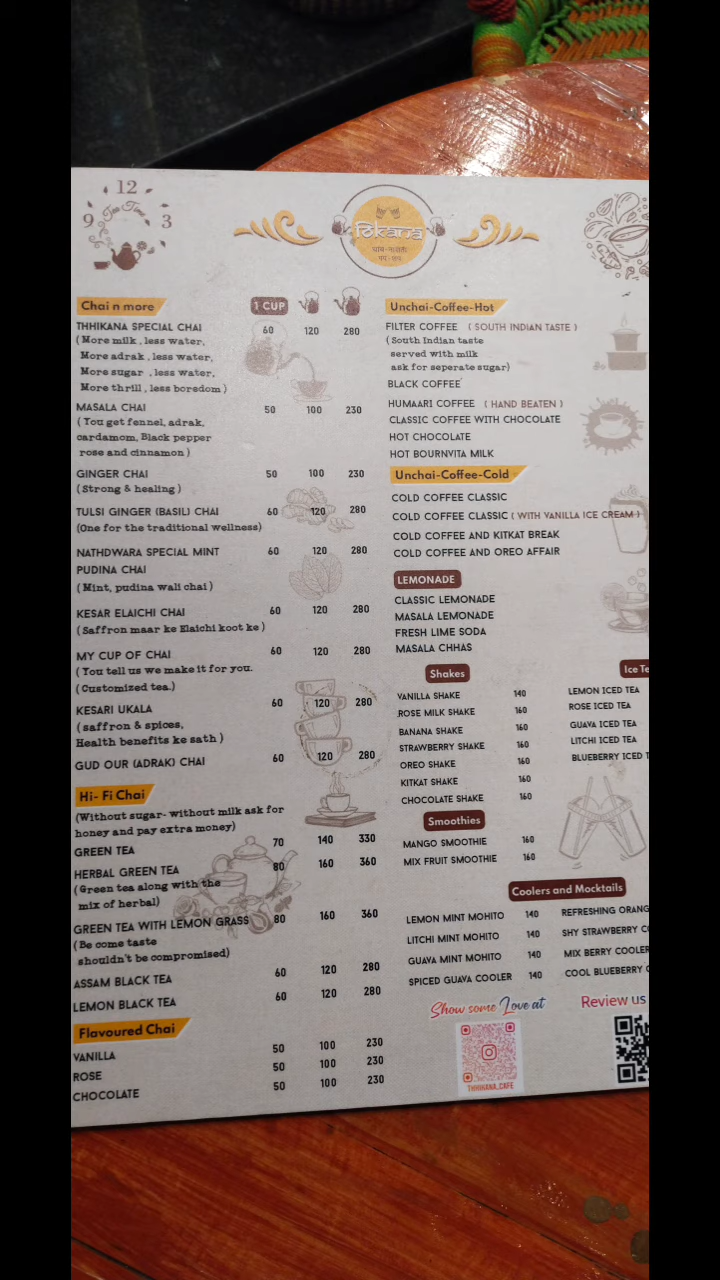 12
9 Tea Time 3
Thhikana
Chai n more 1 CUP
THHIKANA SPECIAL CHAI 60 120 280
( More milk , less water,
More adrak , less water,
More sugar , less water,
More thrill , less boredom )
MASALA CHAI 50 100 230
( You get fennel, adrak,
cardamom, Black pepper
rose and cinnamon )
GINGER CHAI 50 100 230
( Strong & healing )
TULSI GINGER (BASIL) CHAI 60 120 280
(One for the traditional wellness)
NATHDWARA SPECIAL MINT 60 120 280
PUDINA CHAI
( Mint, pudina wali chai )
KESAR ELAICHI CHAI 60 120 280
( Saffron maar ke Elaichi koot ke )
MY CUP OF CHAI 60 120 280
( You tell us we make it for you.
( Customized tea.)
KESARI UKALA 60 120 280
( saffron & spices,
Health benefits ke sath )
GUD OUR (ADRAK) CHAI 60 120 280
Hi- Fi Chai
(Without sugar- without milk ask for
honey and pay extra money)
GREEN TEA 70 140 330
HERBAL GREEN TEA 80 160 360
( Green tea along with the
mix of herbal)
GREEN TEA WITH LEMON GRASS 80 160 360
( Be come taste
shouldn't be compromised)
ASSAM BLACK TEA 60 120 280
LEMON BLACK TEA 60 120 280
Flavoured Chai
VANILLA 50 100 230
ROSE 50 100 230
CHOCOLATE 50 100 230
Unchai-Coffee-Hot
FILTER COFFEE ( SOUTH INDIAN TASTE )
( South Indian taste
served with milk
ask for seperate sugar)
BLACK COFFEE
HUMAARI COFFEE ( HAND BEATEN )
CLASSIC COFFEE WITH CHOCOLATE
HOT CHOCOLATE
HOT BOURNVITA MILK
Unchai-Coffee-Cold
COLD COFFEE CLASSIC
COLD COFFEE CLASSIC ( WITH VANILLA ICE CREAM )
COLD COFFEE AND KITKAT BREAK
COLD COFFEE AND OREO AFFAIR
LEMONADE
CLASSIC LEMONADE
MASALA LEMONADE
FRESH LIME SODA
MASALA CHHAS
Shakes
VANILLA SHAKE 140
ROSE MILK SHAKE 160
BANANA SHAKE 160
STRAWBERRY SHAKE 160
OREO SHAKE 160
KITKAT SHAKE 160
CHOCOLATE SHAKE 160
Ice Te
LEMON ICED TEA
ROSE ICED TEA
GUAVA ICED TEA
LITCHI ICED TEA
BLUEBERRY ICED T
Smoothies
MANGO SMOOTHIE 160
MIX FRUIT SMOOTHIE 160
Coolers and Mocktails
LEMON MINT MOHITO 140 REFRESHING ORANG
LITCHI MINT MOHITO 140 SHY STRAWBERRY CO
GUAVA MINT MOHITO 140 MIX BERRY COOLER
SPICED GUAVA COOLER 140 COOL BLUEBERRY C
Show some Love at Review us
THHIKANA.CAFE